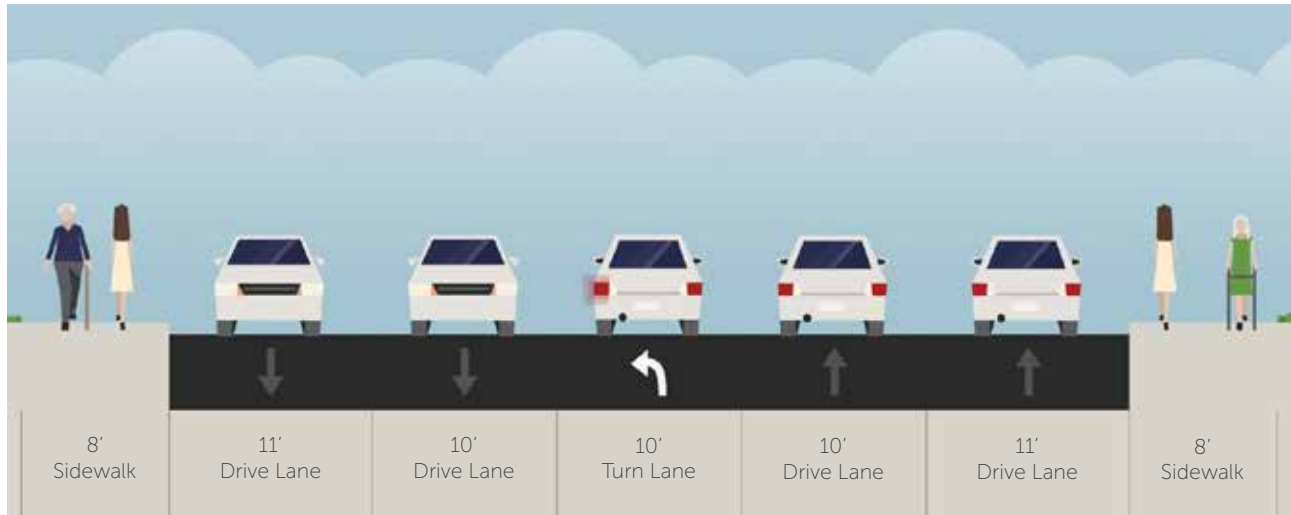 8′
Sidewalk
11′
Drive Lane
10′
Drive Lane
10′
Turn Lane
10′
Drive Lane
11′
Drive Lane
8′
Sidewalk